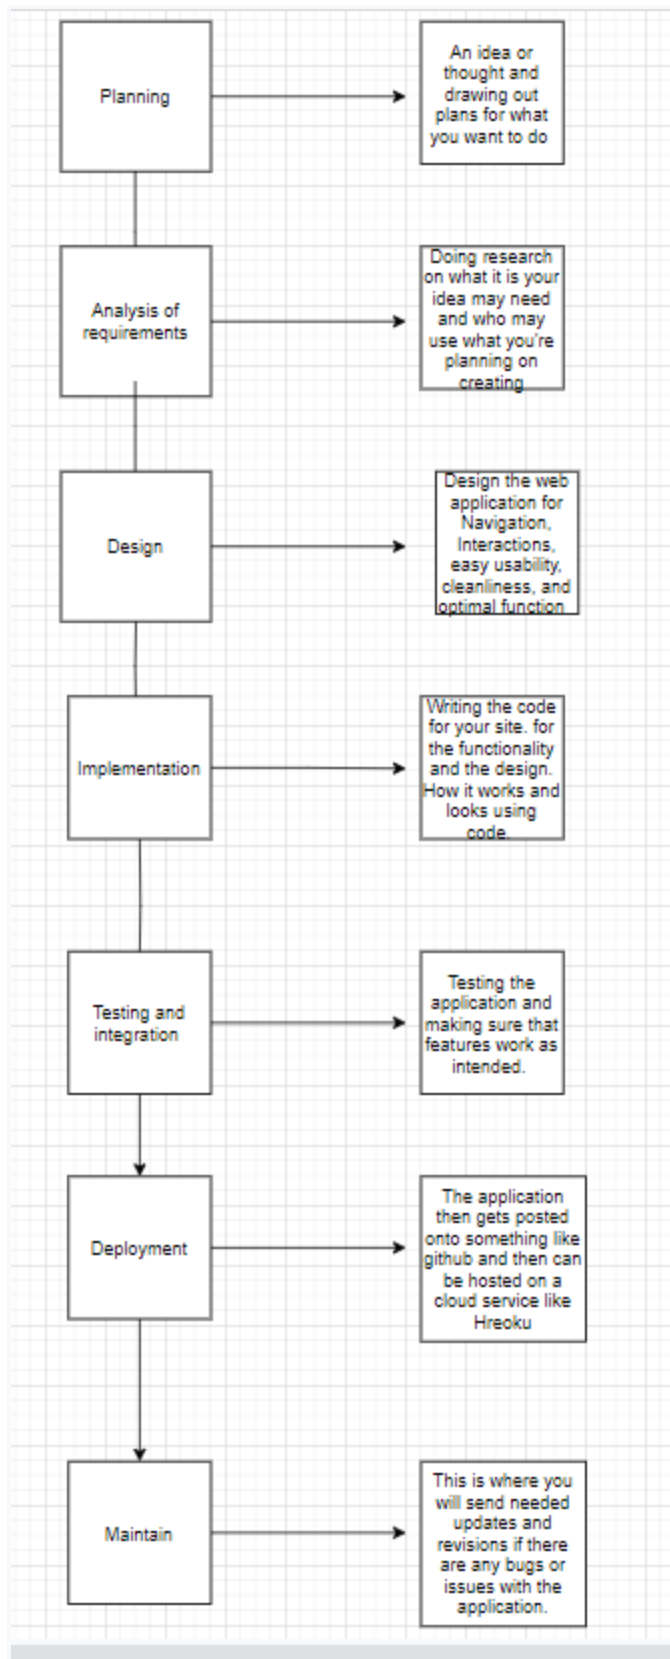 Planning
An idea or
thought and
drawing out
plans for what
you want to do
Analysis of
requirements
Doing research
on what it is your
idea may need
and who may
use what you're
planning on
creating
Design
Design the web
application for
Navigation,
Interactions,
easy usability,
cleanliness, and
optimal function
Implementation
Writing the code
for your site. for
the functionality
and the design.
How it works and
looks using
code.
Testing and
integration
Testing the
application and
making sure that
features work as
intended.
Deployment
The application
then gets posted
onto something like
github and then can
be hosted on a
cloud service like
Hreoku
Maintain
This is where you
will send needed
updates and
revisions if there
are any bugs or
issues with the
application.